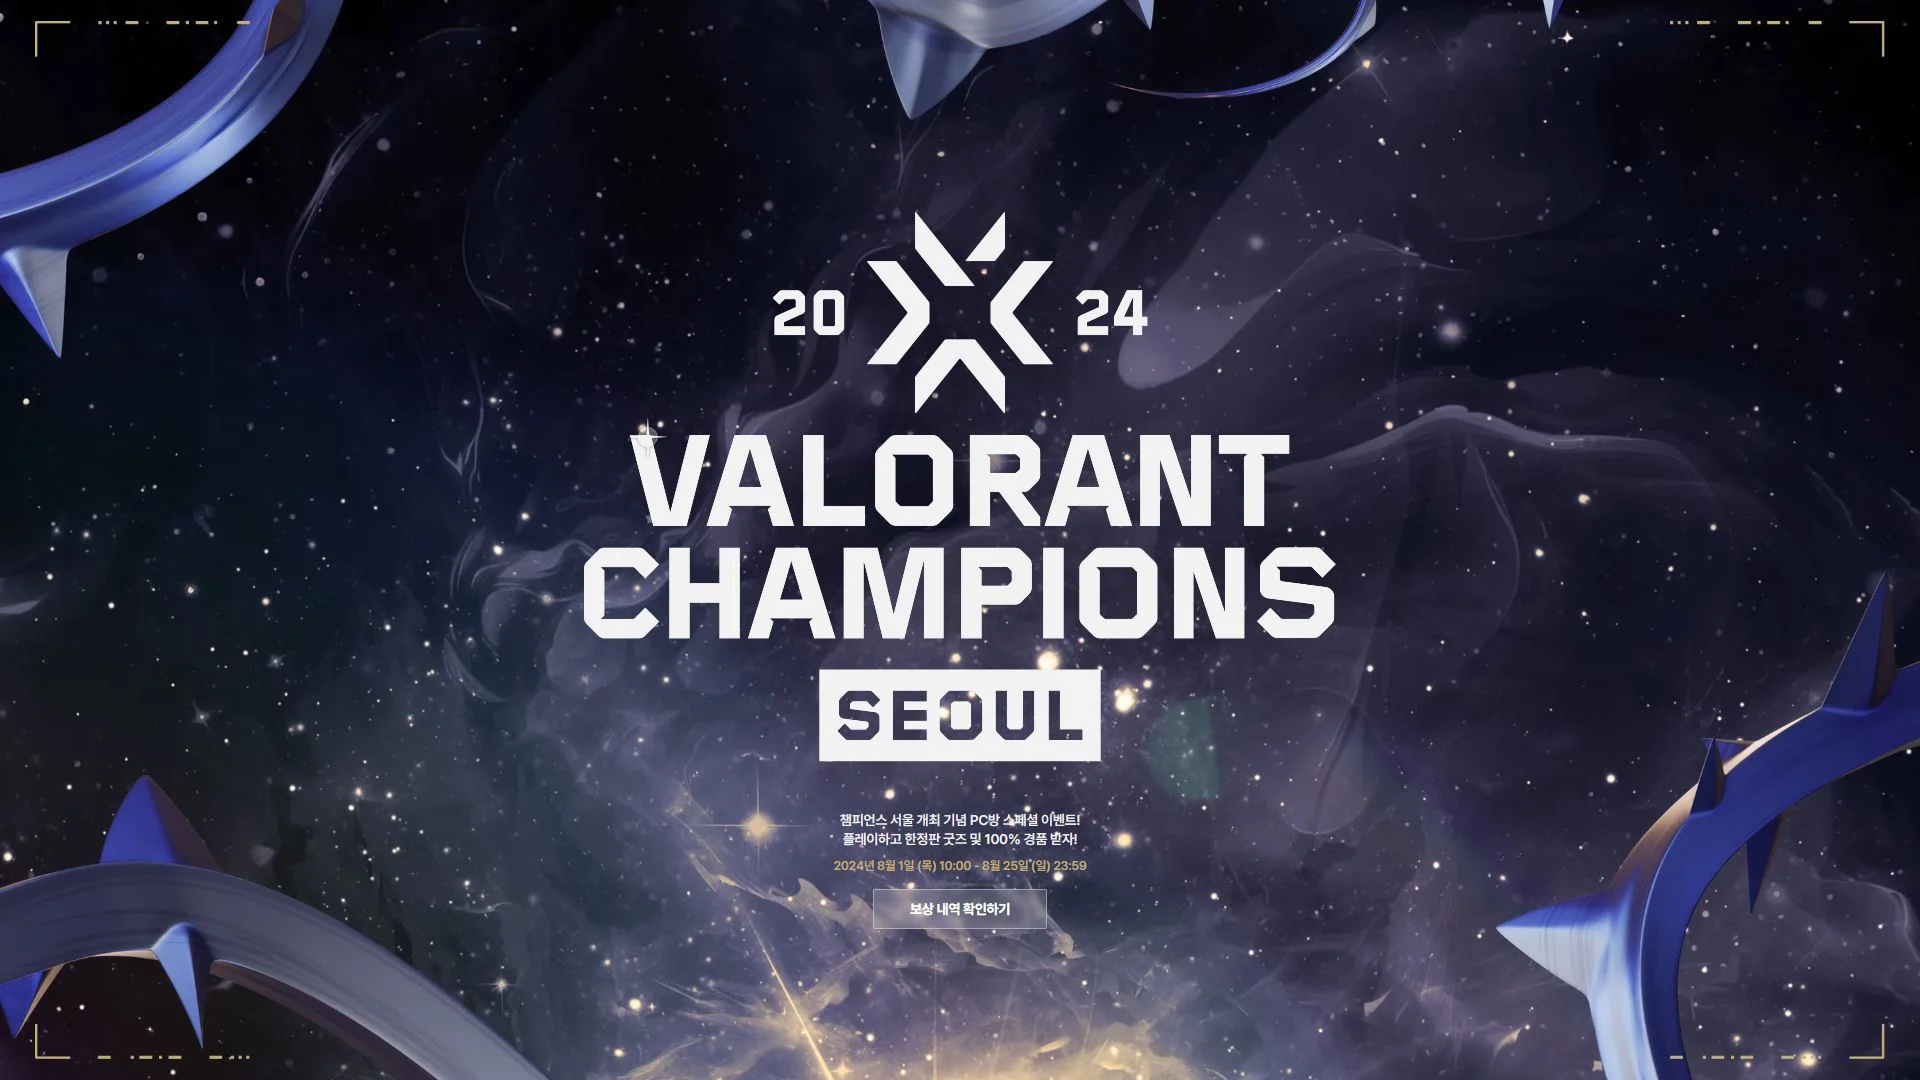 20 24
VALORANT
CHAMPIONS
SEOUL
챔피언스 서울 개최 기념 PC방 스페셜 이벤트!
플레이하고 한정판 굿즈 및 100% 경품 받자!
2024년 8월 1일 (목) 10:00 - 8월 25일 (일) 23:59
보상 내역 확인하기